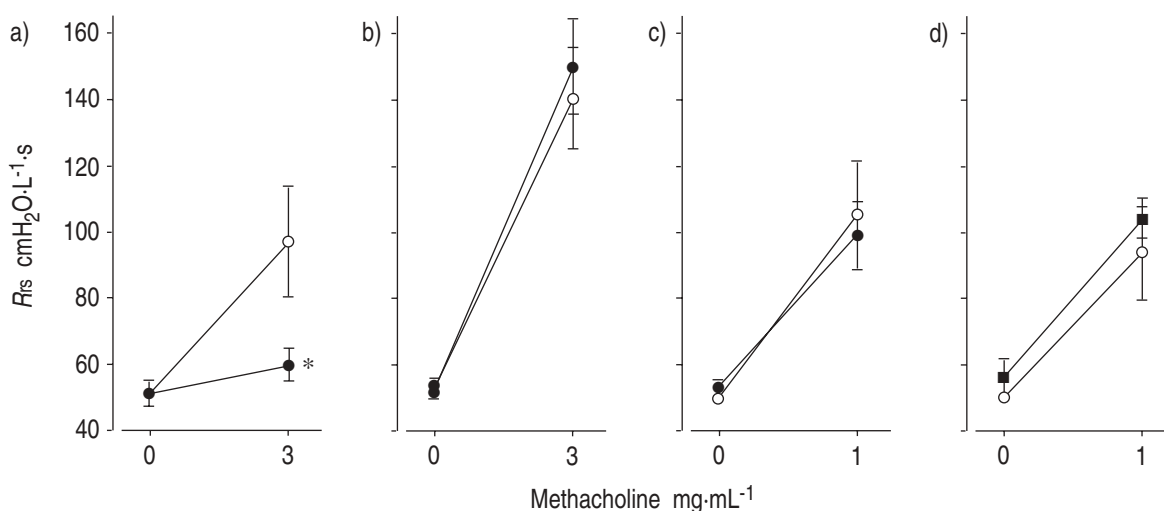 a)
b)
c)
d)
160
140
120
100
80
60
40
Rrs cmH₂O·L⁻¹·s
*
0
3
0
3
0
1
0
1
Methacholine mg·mL⁻¹